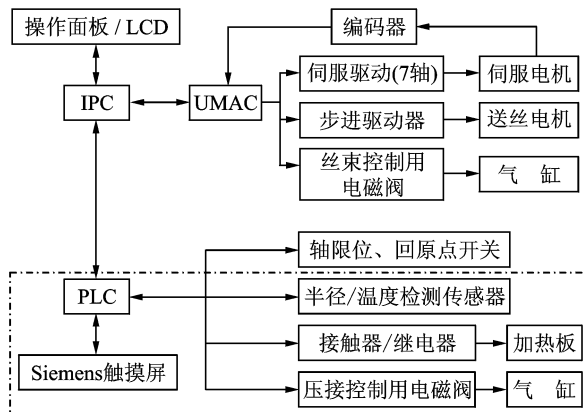 操作面板 / LCD
编码器
IPC
UMAC
伺服驱动(7轴)
伺服电机
步进驱动器
送丝电机
丝束控制用
电磁阀
气 缸
轴限位、回原点开关
PLC
半径/温度检测传感器
接触器/继电器
加热板
Siemens触摸屏
压接控制用电磁阀
气 缸